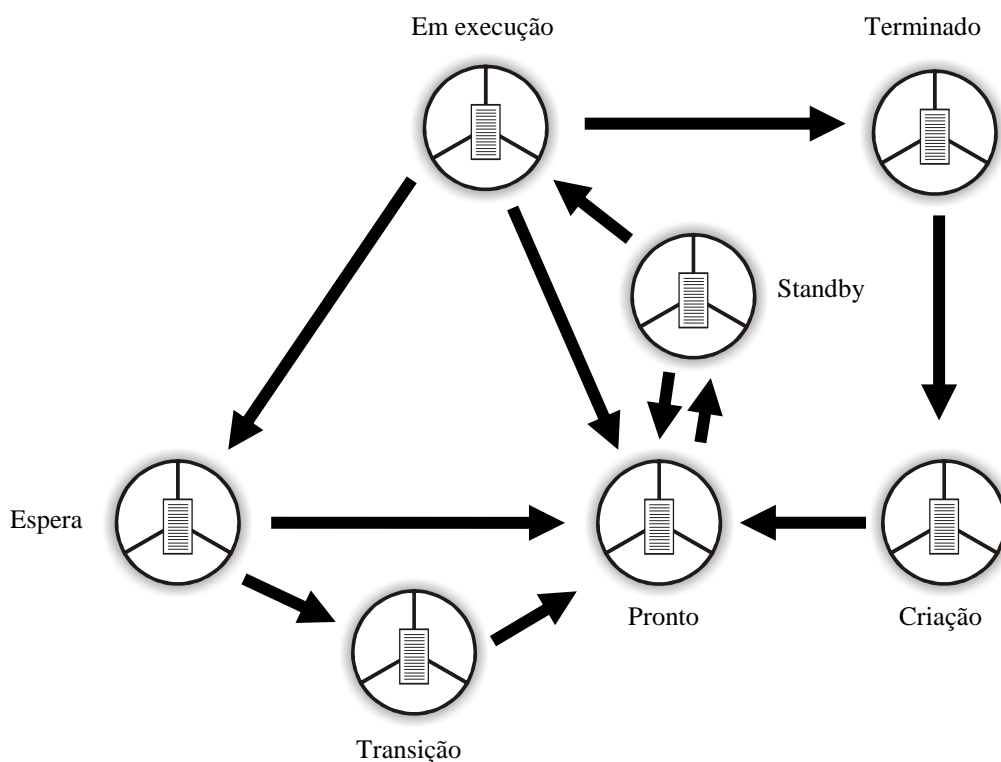 Em execução
Terminado
Standby
Espera
Pronto
Criação
Transição